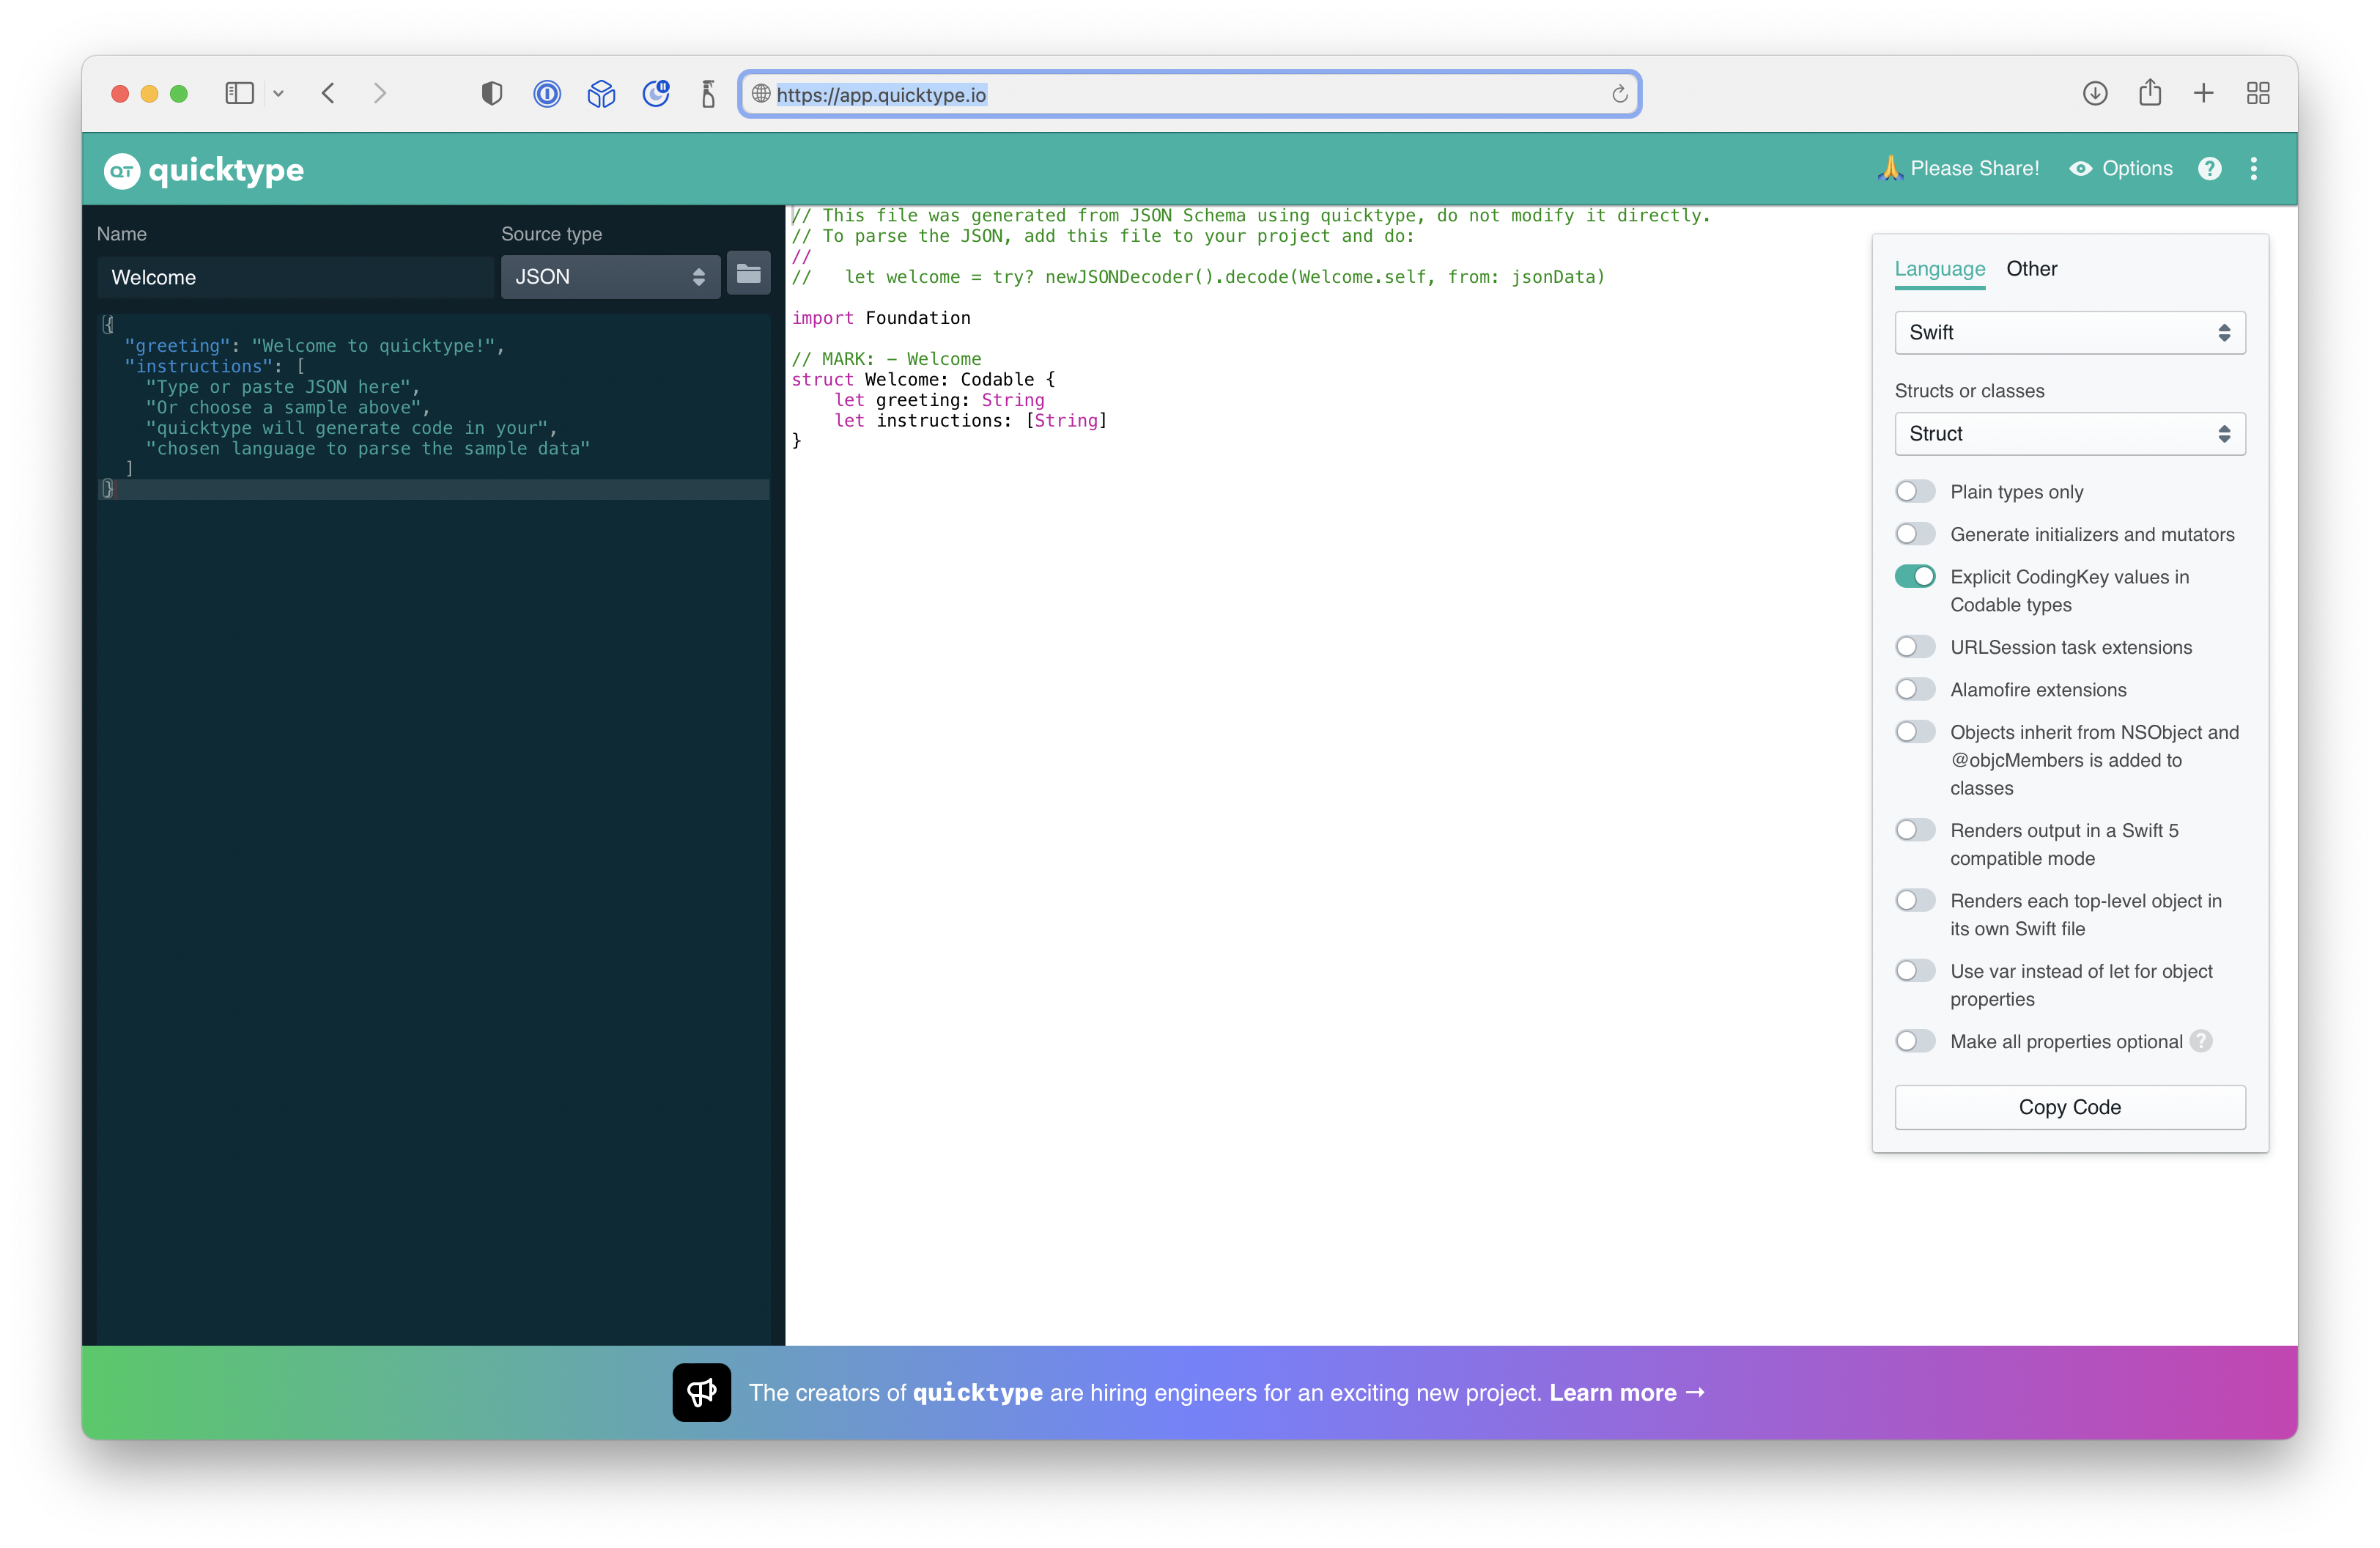 https://app.quicktype.io
QT quicktype
🙏 Please Share!
Options
?
Name
Source type
Welcome
JSON
{
  "greeting": "Welcome to quicktype!",
  "instructions": [
    "Type or paste JSON here",
    "Or choose a sample above",
    "quicktype will generate code in your",
    "chosen language to parse the sample data"
  ]
}
// This file was generated from JSON Schema using quicktype, do not modify it directly.
// To parse the JSON, add this file to your project and do:
//
//   let welcome = try? newJSONDecoder().decode(Welcome.self, from: jsonData)
import Foundation
// MARK: - Welcome
struct Welcome: Codable {
    let greeting: String
    let instructions: [String]
}
Language
Other
Swift
Structs or classes
Struct
Plain types only
Generate initializers and mutators
Explicit CodingKey values in
Codable types
URLSession task extensions
Alamofire extensions
Objects inherit from NSObject and
@objcMembers is added to
classes
Renders output in a Swift 5
compatible mode
Renders each top-level object in
its own Swift file
Use var instead of let for object
properties
Make all properties optional ?
Copy Code
The creators of quicktype are hiring engineers for an exciting new project. Learn more →